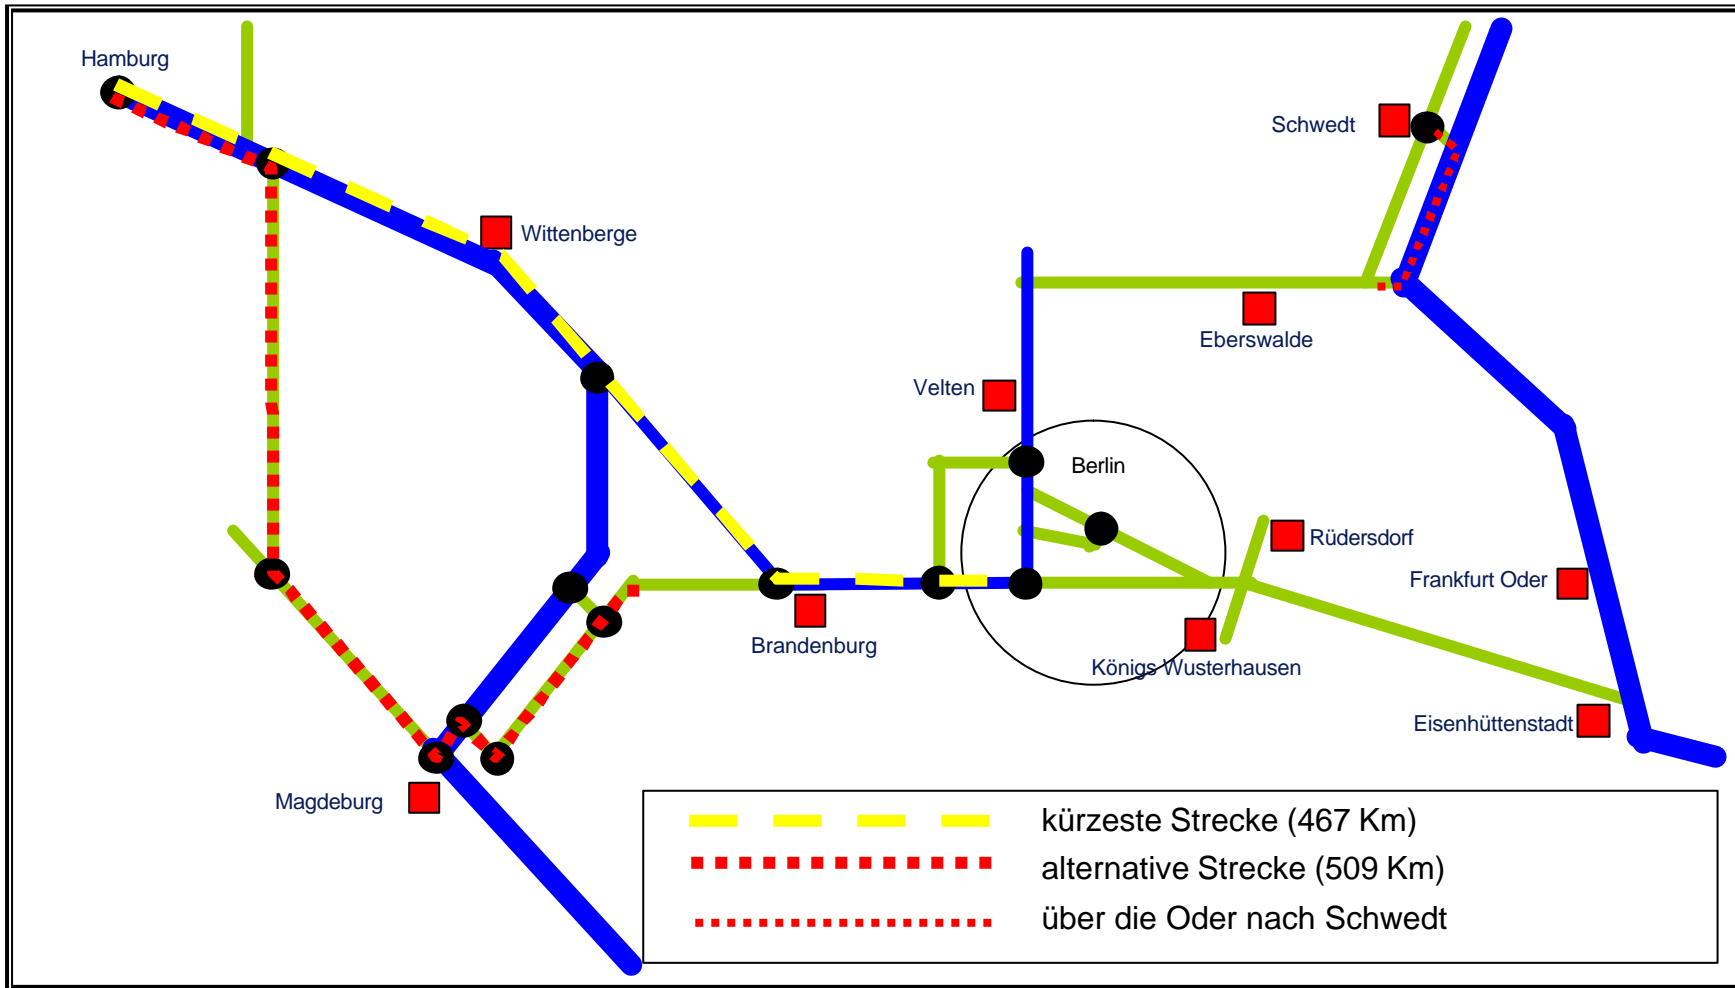 Hamburg
Schwedt
Wittenberge
Eberswalde
Velten
Berlin
Rüdersdorf
Frankfurt Oder
Brandenburg
Königs Wusterhausen
Eisenhüttenstadt
Magdeburg
kürzeste Strecke (467 Km)
alternative Strecke (509 Km)
über die Oder nach Schwedt